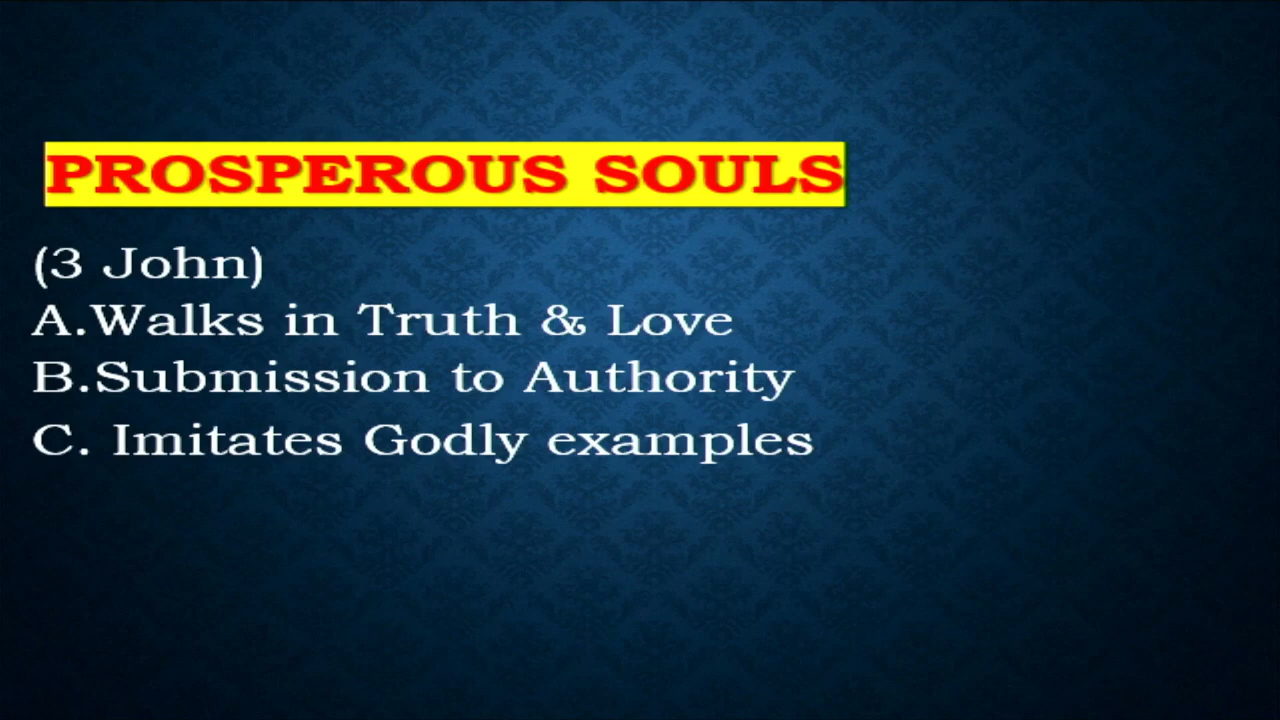 PROSPEROUS SOULS
(3 John)
A.Walks in Truth & Love
B.Submission to Authority
C. Imitates Godly examples